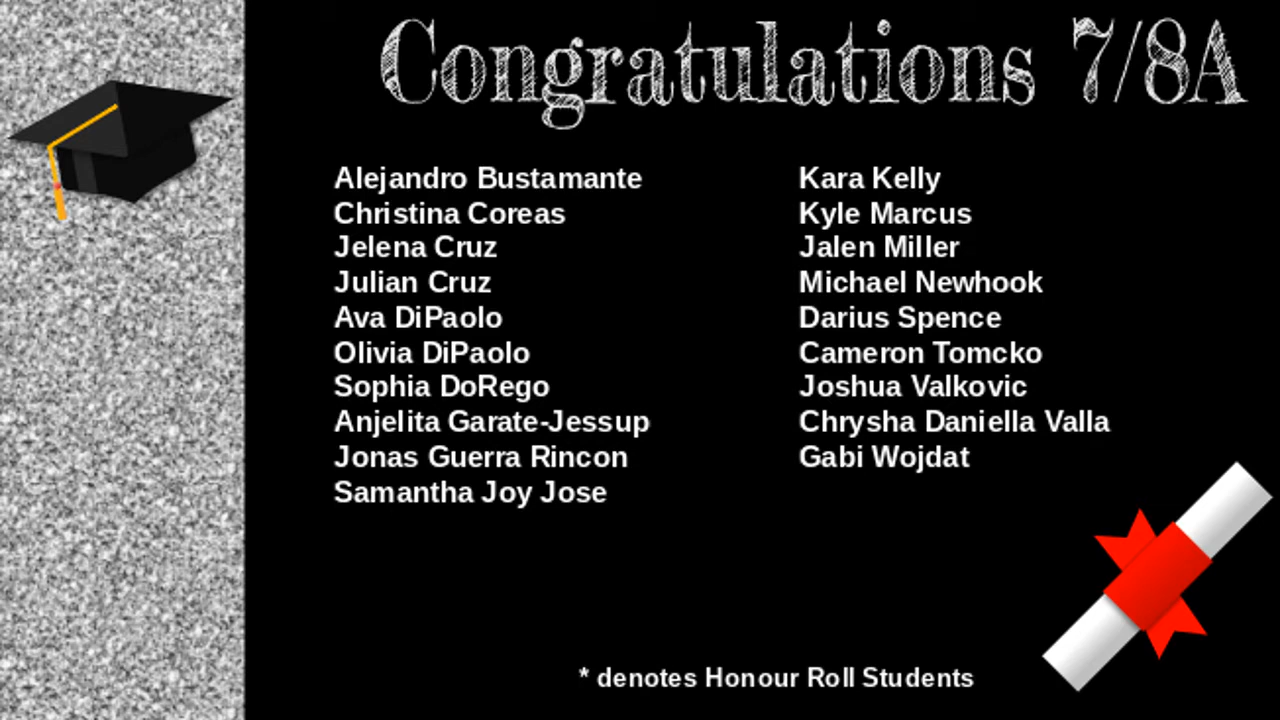 Congratulations 7/8A
Alejandro Bustamante
Christina Coreas
Jelena Cruz
Julian Cruz
Ava DiPaolo
Olivia DiPaolo
Sophia DoRego
Anjelita Garate-Jessup
Jonas Guerra Rincon
Samantha Joy Jose
Kara Kelly
Kyle Marcus
Jalen Miller
Michael Newhook
Darius Spence
Cameron Tomcko
Joshua Valkovic
Chrysha Daniella Valla
Gabi Wojdat
* denotes Honour Roll Students